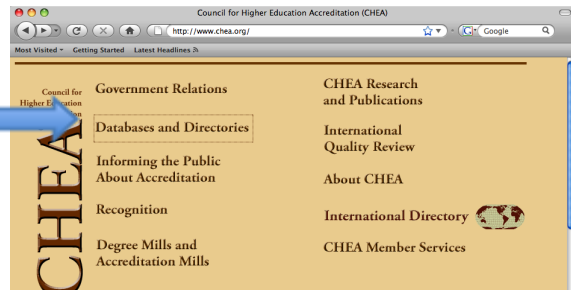 Council for Higher Education Accreditation (CHEA)
http://www.chea.org/
Google
Most Visited
Getting Started
Latest Headlines
Council for
Higher Education
CHEA
Government Relations
Databases and Directories
Informing the Public
About Accreditation
Recognition
Degree Mills and
Accreditation Mills
CHEA Research
and Publications
International
Quality Review
About CHEA
International Directory
CHEA Member Services